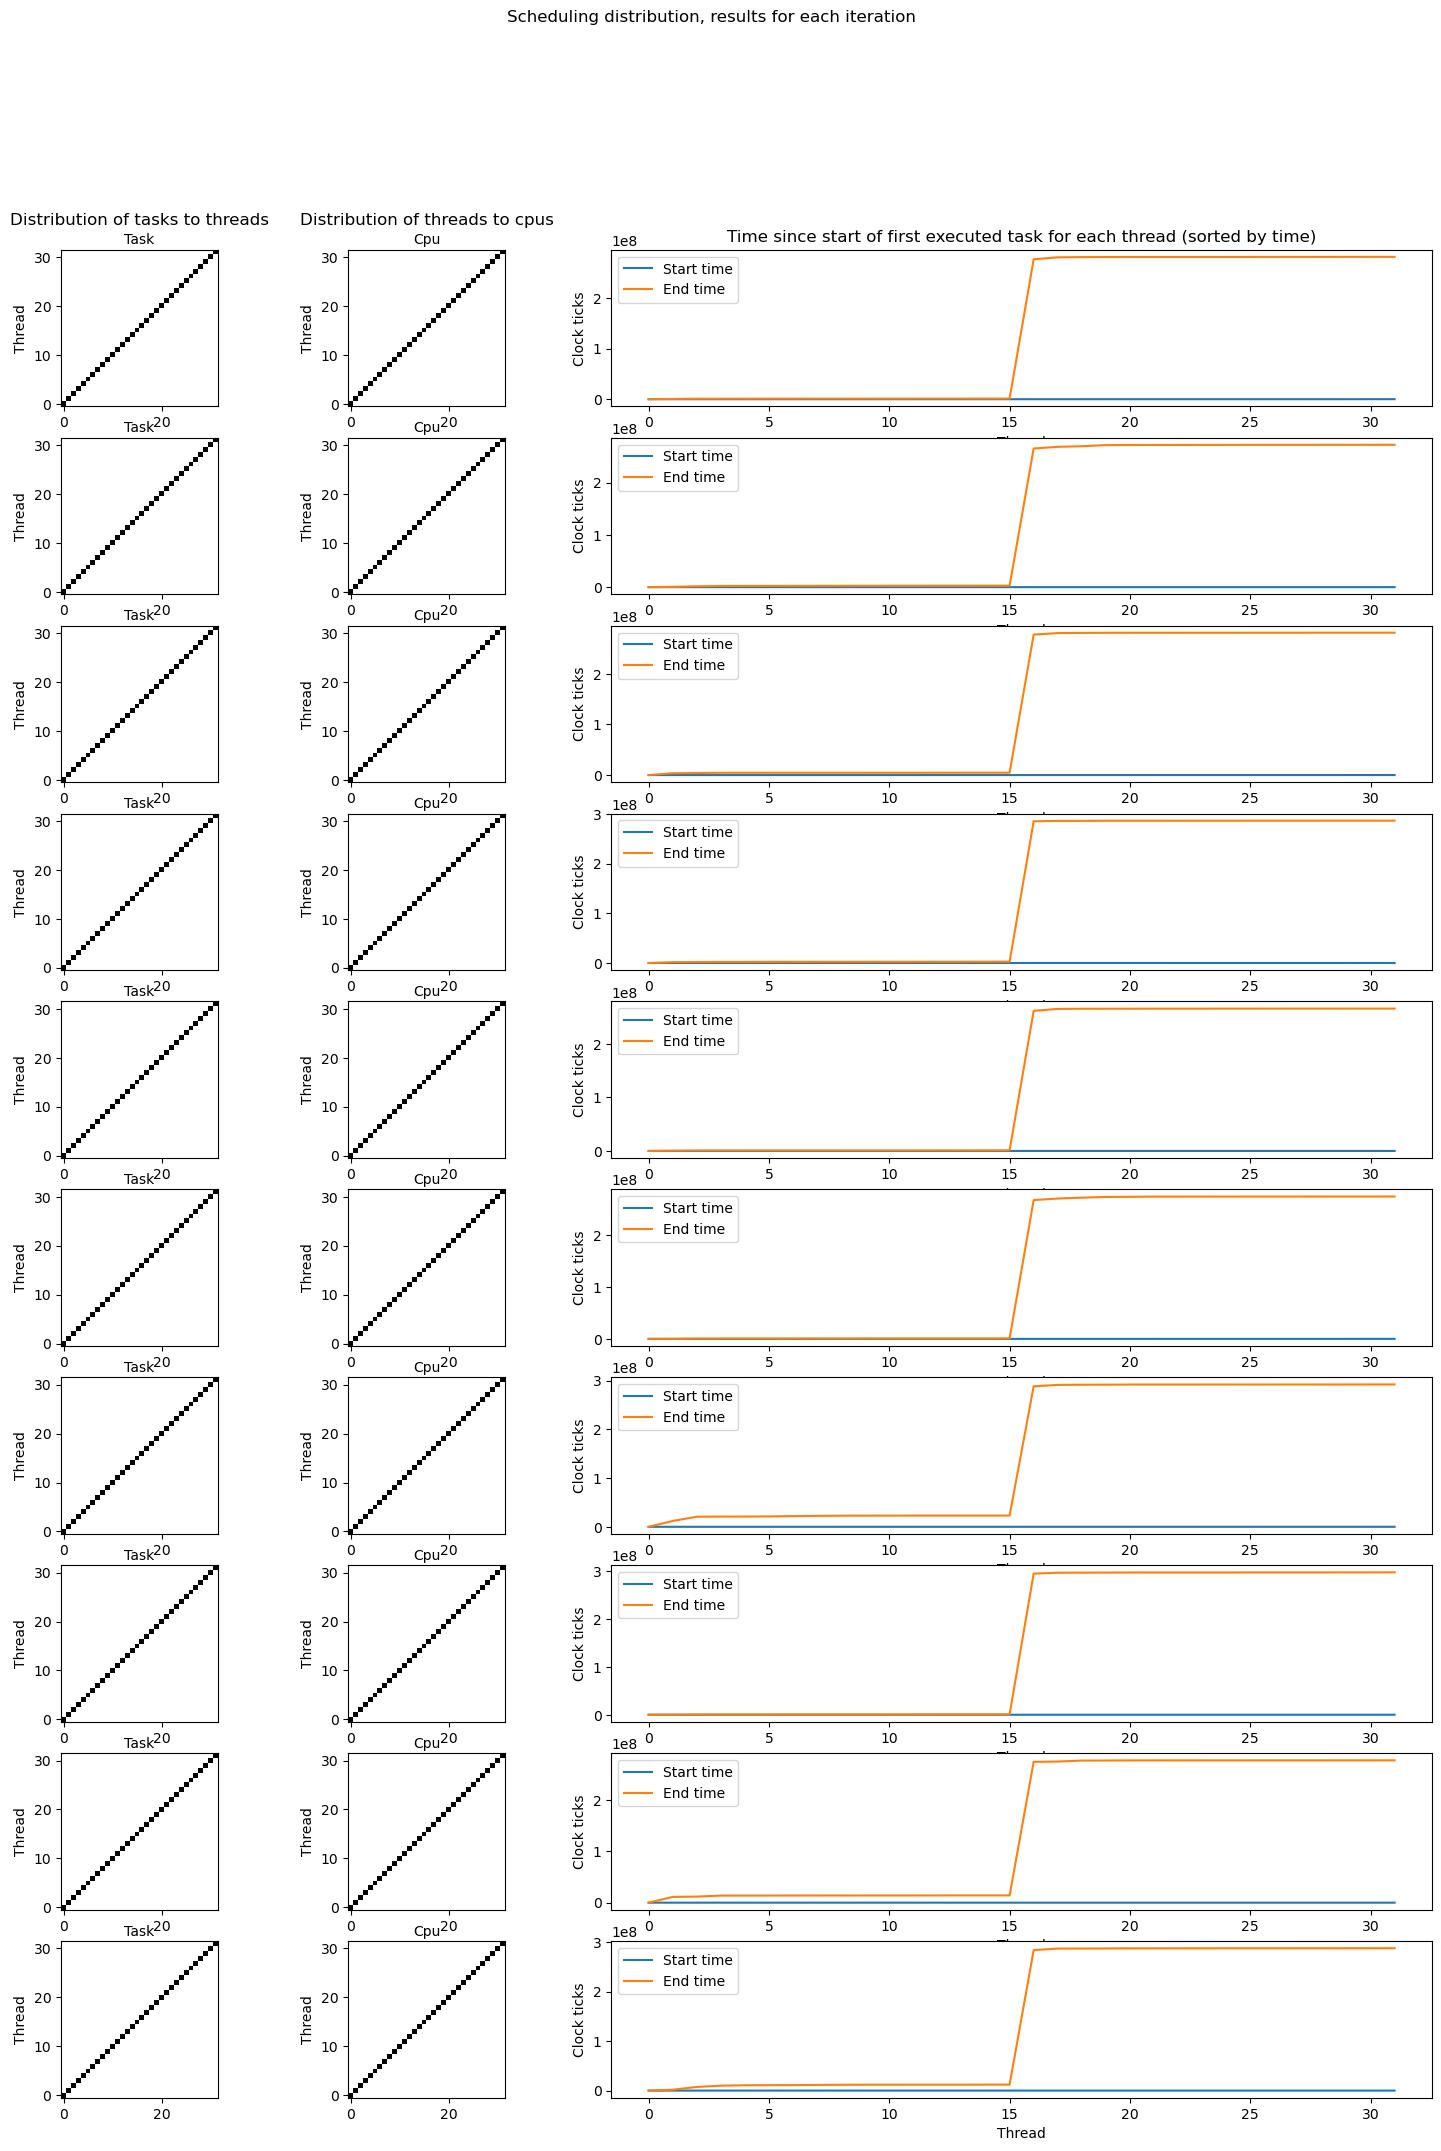 Scheduling distribution, results for each iteration
Distribution of tasks to threads
Distribution of threads to cpus
Time since start of first executed task for each thread (sorted by time)
Task
Thread
30
20
10
0
0 20
Cpu
Thread
30
20
10
0
0 20
1e8
Clock ticks
2
1
0
Start time
End time
0 5 10 15 20 25 30
Task
Thread
30
20
10
0
0 20
Cpu
Thread
30
20
10
0
0 20
1e8
Clock ticks
2
1
0
Start time
End time
0 5 10 15 20 25 30
Task
Thread
30
20
10
0
0 20
Cpu
Thread
30
20
10
0
0 20
1e8
Clock ticks
2
1
0
Start time
End time
0 5 10 15 20 25 30
Task
Thread
30
20
10
0
0 20
Cpu
Thread
30
20
10
0
0 20
1e8
Clock ticks
3
2
1
0
Start time
End time
0 5 10 15 20 25 30
Task
Thread
30
20
10
0
0 20
Cpu
Thread
30
20
10
0
0 20
1e8
Clock ticks
2
1
0
Start time
End time
0 5 10 15 20 25 30
Task
Thread
30
20
10
0
0 20
Cpu
Thread
30
20
10
0
0 20
1e8
Clock ticks
2
1
0
Start time
End time
0 5 10 15 20 25 30
Task
Thread
30
20
10
0
0 20
Cpu
Thread
30
20
10
0
0 20
1e8
Clock ticks
3
2
1
0
Start time
End time
0 5 10 15 20 25 30
Task
Thread
30
20
10
0
0 20
Cpu
Thread
30
20
10
0
0 20
1e8
Clock ticks
3
2
1
0
Start time
End time
0 5 10 15 20 25 30
Task
Thread
30
20
10
0
0 20
Cpu
Thread
30
20
10
0
0 20
1e8
Clock ticks
2
1
0
Start time
End time
0 5 10 15 20 25 30
Task
Thread
30
20
10
0
0 20
Cpu
Thread
30
20
10
0
0 20
1e8
Clock ticks
3
2
1
0
Start time
End time
0 5 10 15 20 25 30
Thread